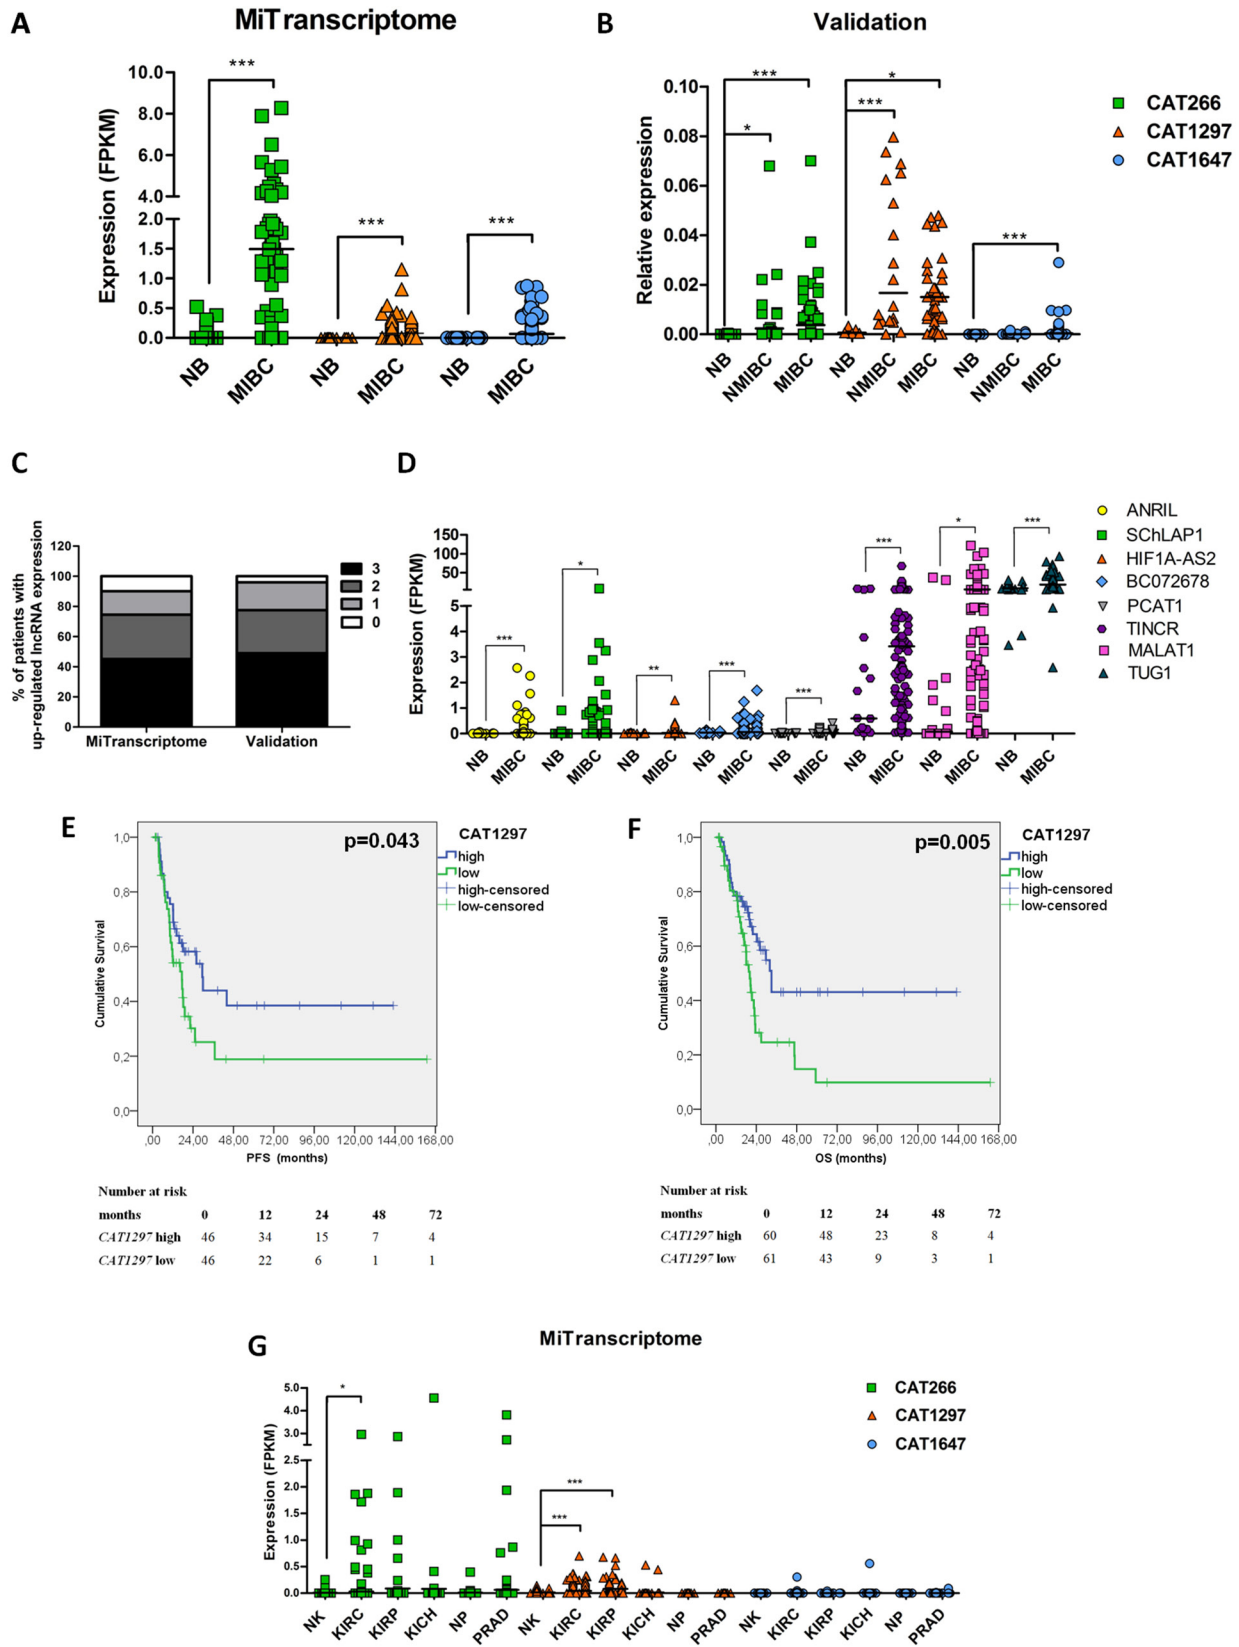 A
MiTranscriptome
Expression (FPKM)
10.0
8.0
6.0
4.0
2.0
1.5
1.0
0.5
0.0
***
***
***
NB
MIBC
NB
MIBC
NB
MIBC
B
Validation
Relative expression
0.10
0.08
0.06
0.04
0.02
0.00
***
*
*
***
***
NB
NMIBC
MIBC
NB
NMIBC
MIBC
NB
NMIBC
MIBC
CAT266
CAT1297
CAT1647
C
% of patients with
up-regulated lncRNA expression
120
100
80
60
40
20
0
MiTranscriptome
Validation
3
2
1
0
D
Expression (FPKM)
150
100
50
5
4
3
2
1
0
***
*
**
***
***
***
*
***
NB
MIBC
NB
MIBC
NB
MIBC
NB
MIBC
NB
MIBC
NB
MIBC
NB
MIBC
NB
MIBC
ANRIL
SChLAP1
HIF1A-AS2
BC072678
PCAT1
TINCR
MALAT1
TUG1
E
p=0.043
CAT1297
high
low
high-censored
low-censored
Cumulative Survival
1,0
0,8
0,6
0,4
0,2
0,0
,00 24,00 48,00 72,00 96,00 120,00 144,00 168,00
PFS (months)
Number at risk
months 0 12 24 48 72
CAT1297 high 46 34 15 7 4
CAT1297 low 46 22 6 1 1
F
p=0.005
CAT1297
high
low
high-censored
low-censored
Cumulative Survival
1,0
0,8
0,6
0,4
0,2
0,0
,00 24,00 48,00 72,00 96,00 120,00 144,00 168,00
OS (months)
Number at risk
months 0 12 24 48 72
CAT1297 high 60 48 23 8 4
CAT1297 low 61 43 9 3 1
G
MiTranscriptome
Expression (FPKM)
5.0
4.0
3.0
2.5
2.0
1.5
1.0
0.5
0.0
*
***
***
NK
KIRC
KIRP
KICH
NP
PRAD
NK
KIRC
KIRP
KICH
NP
PRAD
NK
KIRC
KIRP
KICH
NP
PRAD
CAT266
CAT1297
CAT1647